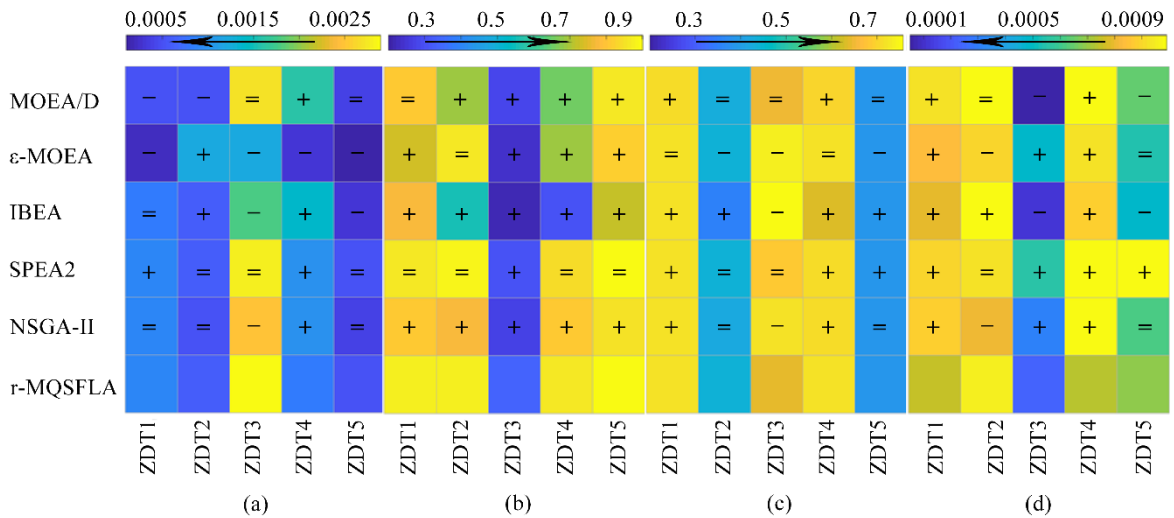 0.0005 0.0015 0.0025 0.3 0.5 0.7 0.9 0.3 0.5 0.7 0.0001 0.0005 0.0009
MOEA/D − − = + = = + + + + + = = + = + = − + −
ε-MOEA − + − − − + = + + + = − − = − + − + + =
IBEA = + − + − + + + + + + + − + + + + − + −
SPEA2 + = = + = = = + = = + = = + + + = + + +
NSGA-II = = − + = + + + + + + = − + = + − + + =
r-MQSFLA
ZDT1 ZDT2 ZDT3 ZDT4 ZDT5 ZDT1 ZDT2 ZDT3 ZDT4 ZDT5 ZDT1 ZDT2 ZDT3 ZDT4 ZDT5 ZDT1 ZDT2 ZDT3 ZDT4 ZDT5
(a) (b) (c) (d)